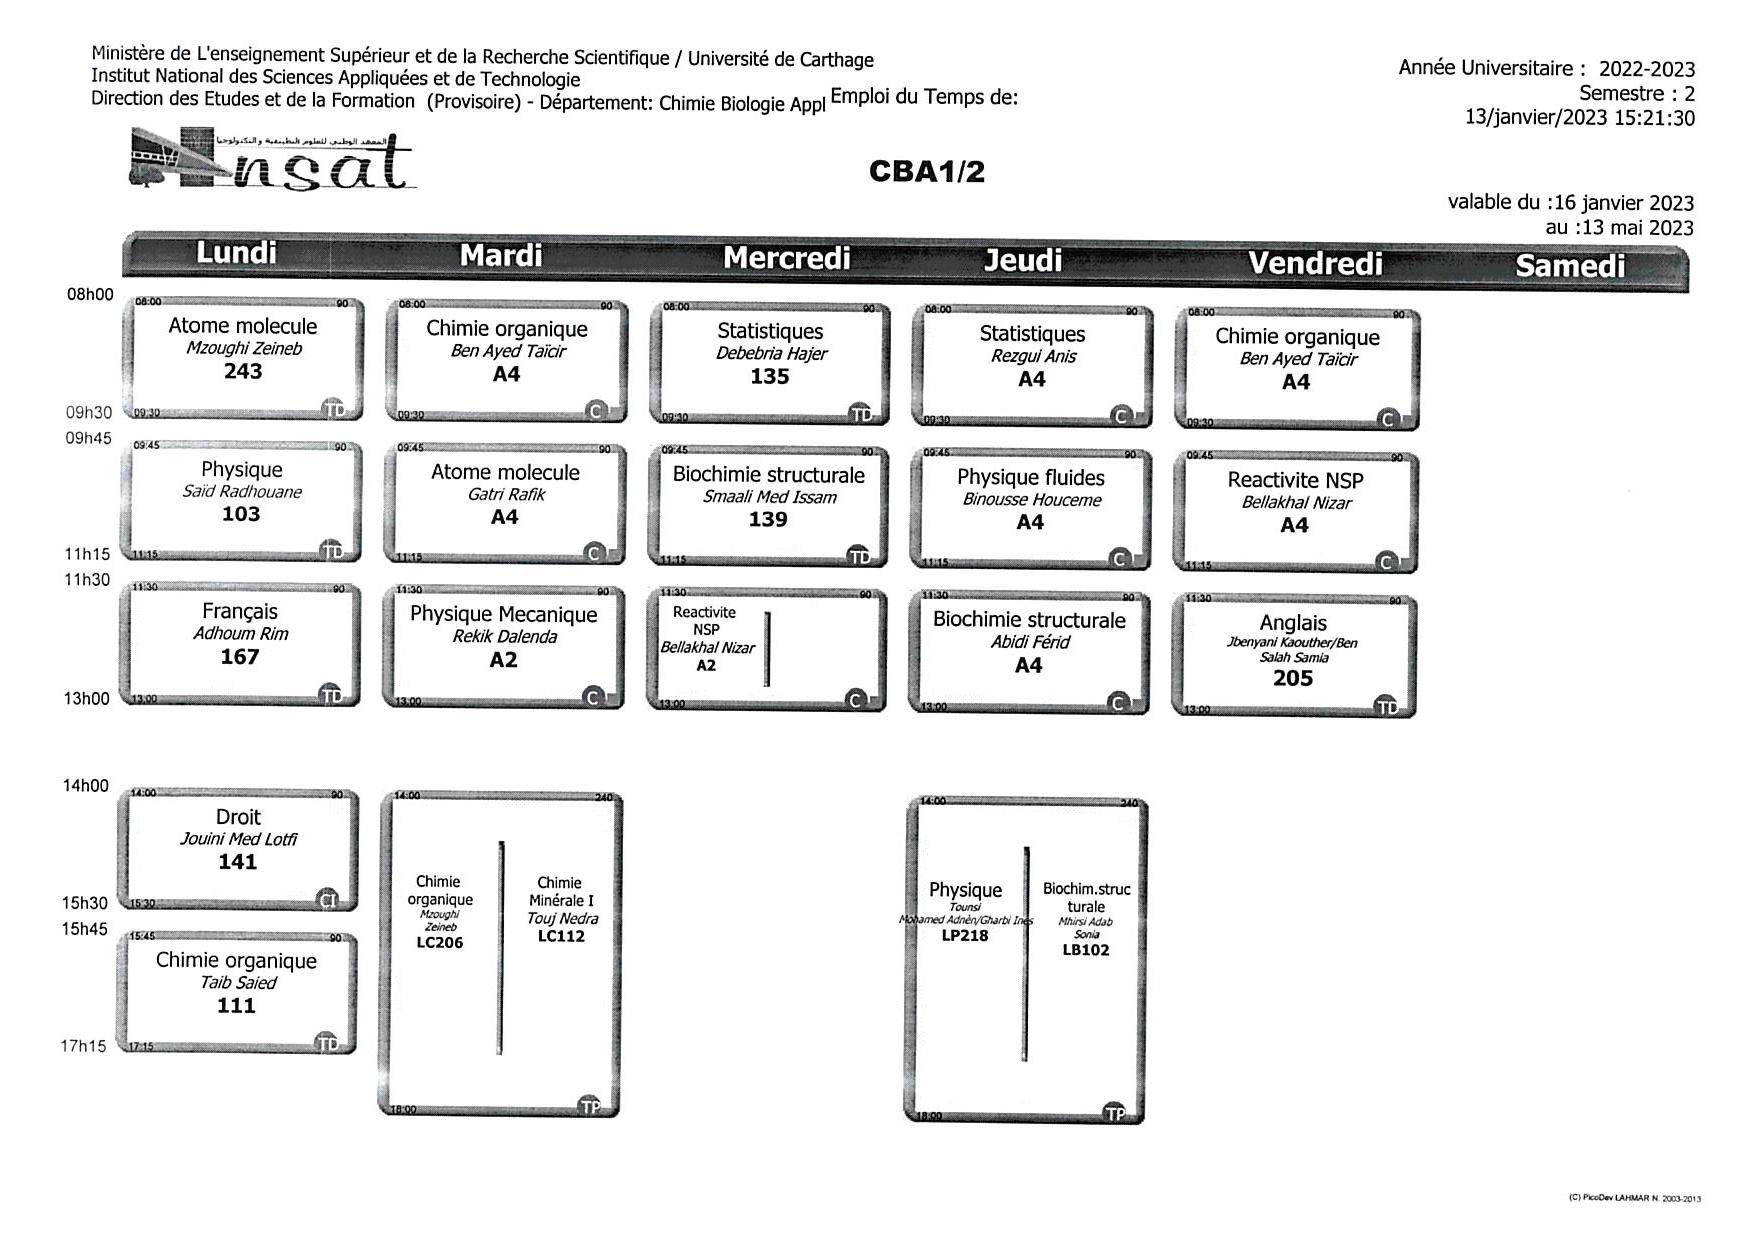 Ministère de L'enseignement Supérieur et de la Recherche Scientifique / Université de Carthage
Institut National des Sciences Appliquées et de Technologie
Direction des Etudes et de la Formation (Provisoire) - Département: Chimie Biologie Appl Emploi du Temps de:
Année Universitaire : 2022-2023
Semestre : 2
13/janvier/2023 15:21:30
المعهد الوطني للعلوم التطبيقية و التكنولوجيا
Insat
CBA1/2
valable du :16 janvier 2023
au :13 mai 2023
Lundi Mardi Mercredi Jeudi Vendredi Samedi
08h00
09h30
08:00 90
Atome molecule
Mzoughi Zeineb
243
09:30 TD
08:00 90
Chimie organique
Ben Ayed Taïcir
A4
09:30 C
08:00 90
Statistiques
Debebria Hajer
135
09:30 TD
08:00 90
Statistiques
Rezgui Anis
A4
09:30 C
08:00 90
Chimie organique
Ben Ayed Taïcir
A4
09:30 C
09h45
11h15
09:45 90
Physique
Saïd Radhouane
103
11:15 TD
09:45 90
Atome molecule
Gatri Rafik
A4
11:15 C
09:45 90
Biochimie structurale
Smaali Med Issam
139
11:15 TD
09:45 90
Physique fluides
Binousse Houceme
A4
11:15 C
09:45 90
Reactivite NSP
Bellakhal Nizar
A4
11:15 C
11h30
13h00
11:30 90
Français
Adhoum Rim
167
13:00 TD
11:30 90
Physique Mecanique
Rekik Dalenda
A2
13:00 C
11:30 90
Reactivite
NSP
Bellakhal Nizar
A2
13:00 C
11:30 90
Biochimie structurale
Abidi Férid
A4
13:00 C
11:30 90
Anglais
Jbenyani Kaouther/Ben
Salah Samia
205
13:00 TD
14h00
15h30
14:00 90
Droit
Jouini Med Lotfi
141
15:30 CI
15h45
17h15
15:45 90
Chimie organique
Taib Saied
111
17:15 TD
14:00 240
Chimie
organique
Mzoughi
Zeineb
LC206
Chimie
Minérale I
Touj Nedra
LC112
18:00 TP
14:00 240
Physique
Tounsi
Mohamed Adnèn/Gharbi Ines
LP218
Biochim.struc
turale
Mhirsi Adab
Sonia
LB102
18:00 TP
(C) PicoDev LAHMAR N. 2003-2013